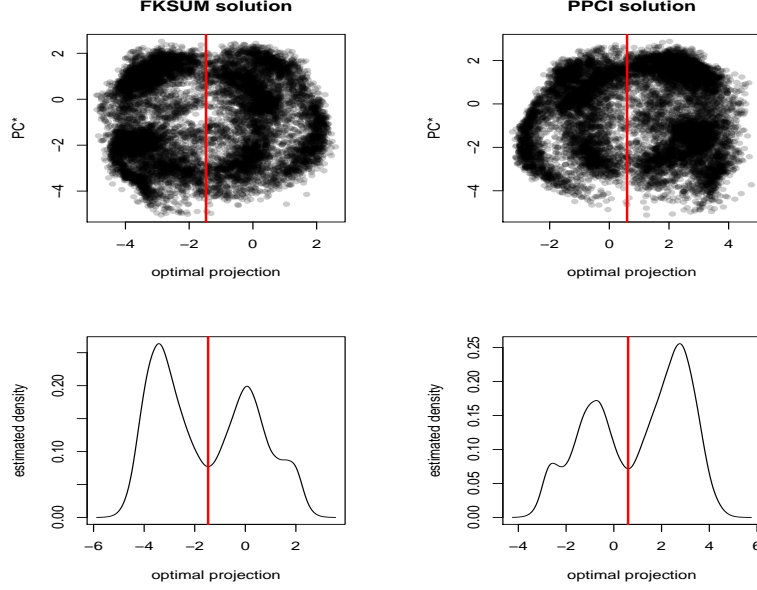 FKSUM solution
PPCI solution
PC*
2
0
−2
−4
−4 −2 0 2
optimal projection
PC*
2
0
−2
−4
−2 0 2 4
optimal projection
estimated density
0.20
0.10
0.00
−6 −4 −2 0 2
optimal projection
estimated density
0.25
0.20
0.15
0.10
0.05
0.00
−4 −2 0 2 4 6
optimal projection